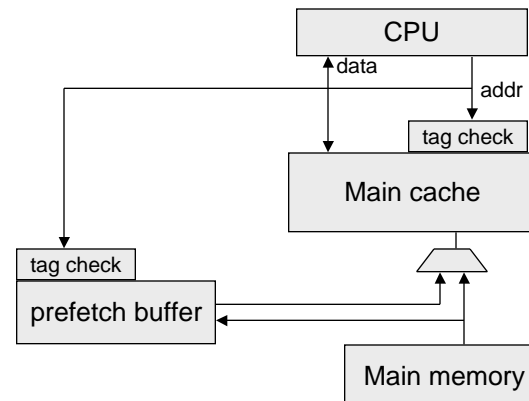 CPU
data
addr
tag check
Main cache
tag check
prefetch buffer
Main memory